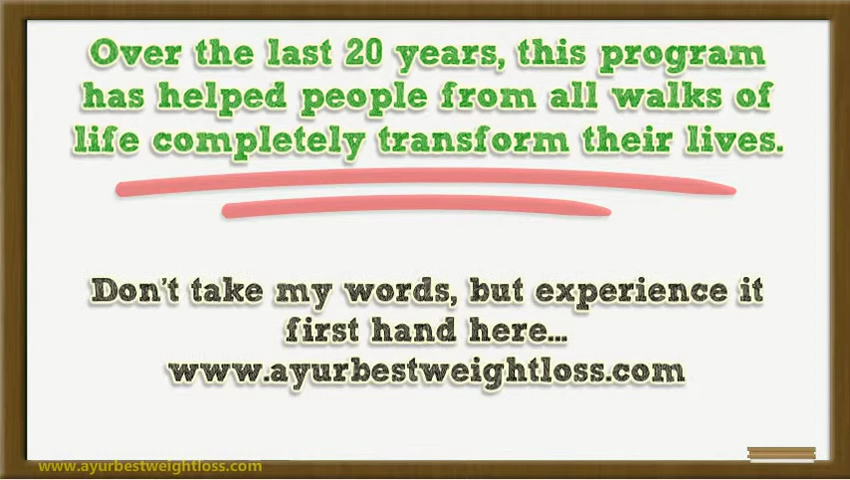 Over the last 20 years, this program
has helped people from all walks of
life completely transform their lives.
Don't take my words, but experience it
first hand here...
www.ayurbestweightloss.com
www.ayurbestweightloss.com